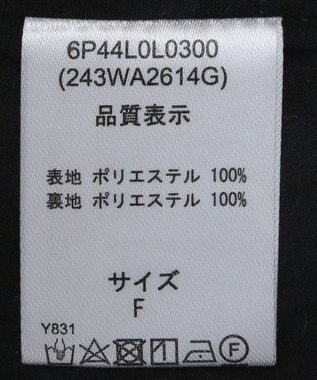 6P44L0L0300
(243WA2614G)
品質表示
表地 ポリエステル 100%
裏地 ポリエステル 100%
サイズ
F
Y831
F